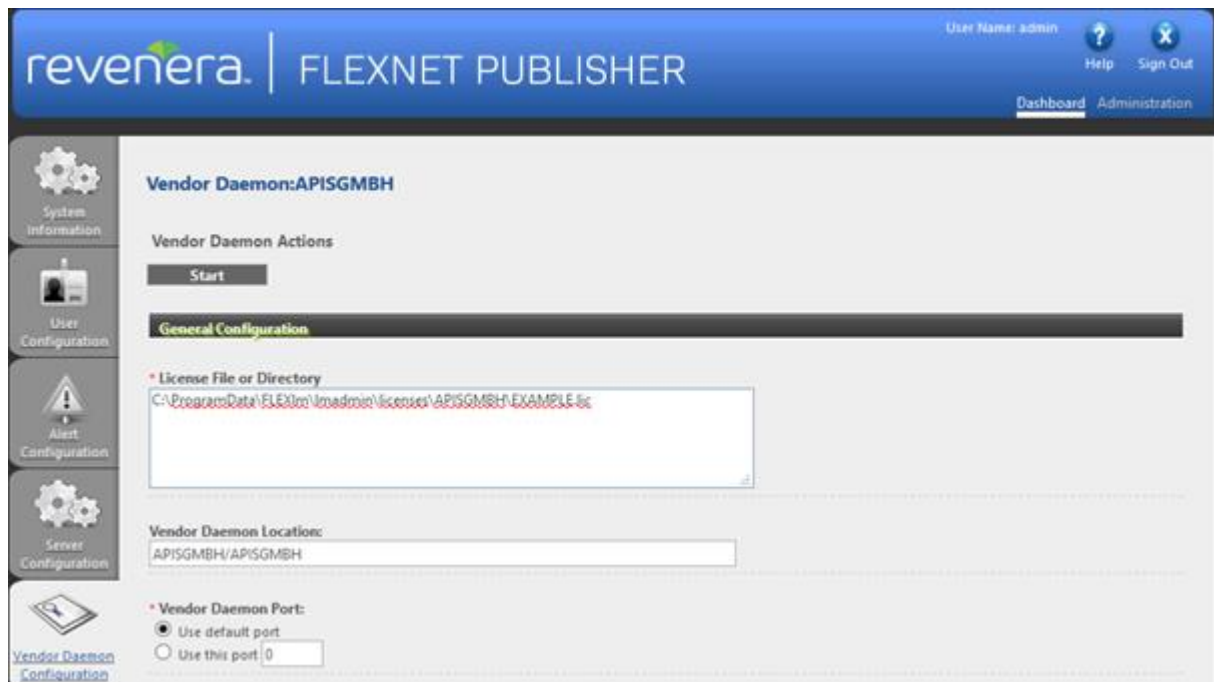 User Name: admin
Help
Sign Out
revenera. | FLEXNET PUBLISHER
Dashboard Administration
System Information
User Configuration
Alert Configuration
Server Configuration
Vendor Daemon Configuration
Vendor Daemon:APISGMBH
Vendor Daemon Actions
Start
General Configuration
* License File or Directory
C:\ProgramData\FLEXlm\lmadmin\licenses\APISGMBH\EXAMPLE.lic
Vendor Daemon Location:
APISGMBH/APISGMBH
* Vendor Daemon Port:
Use default port
Use this port 0